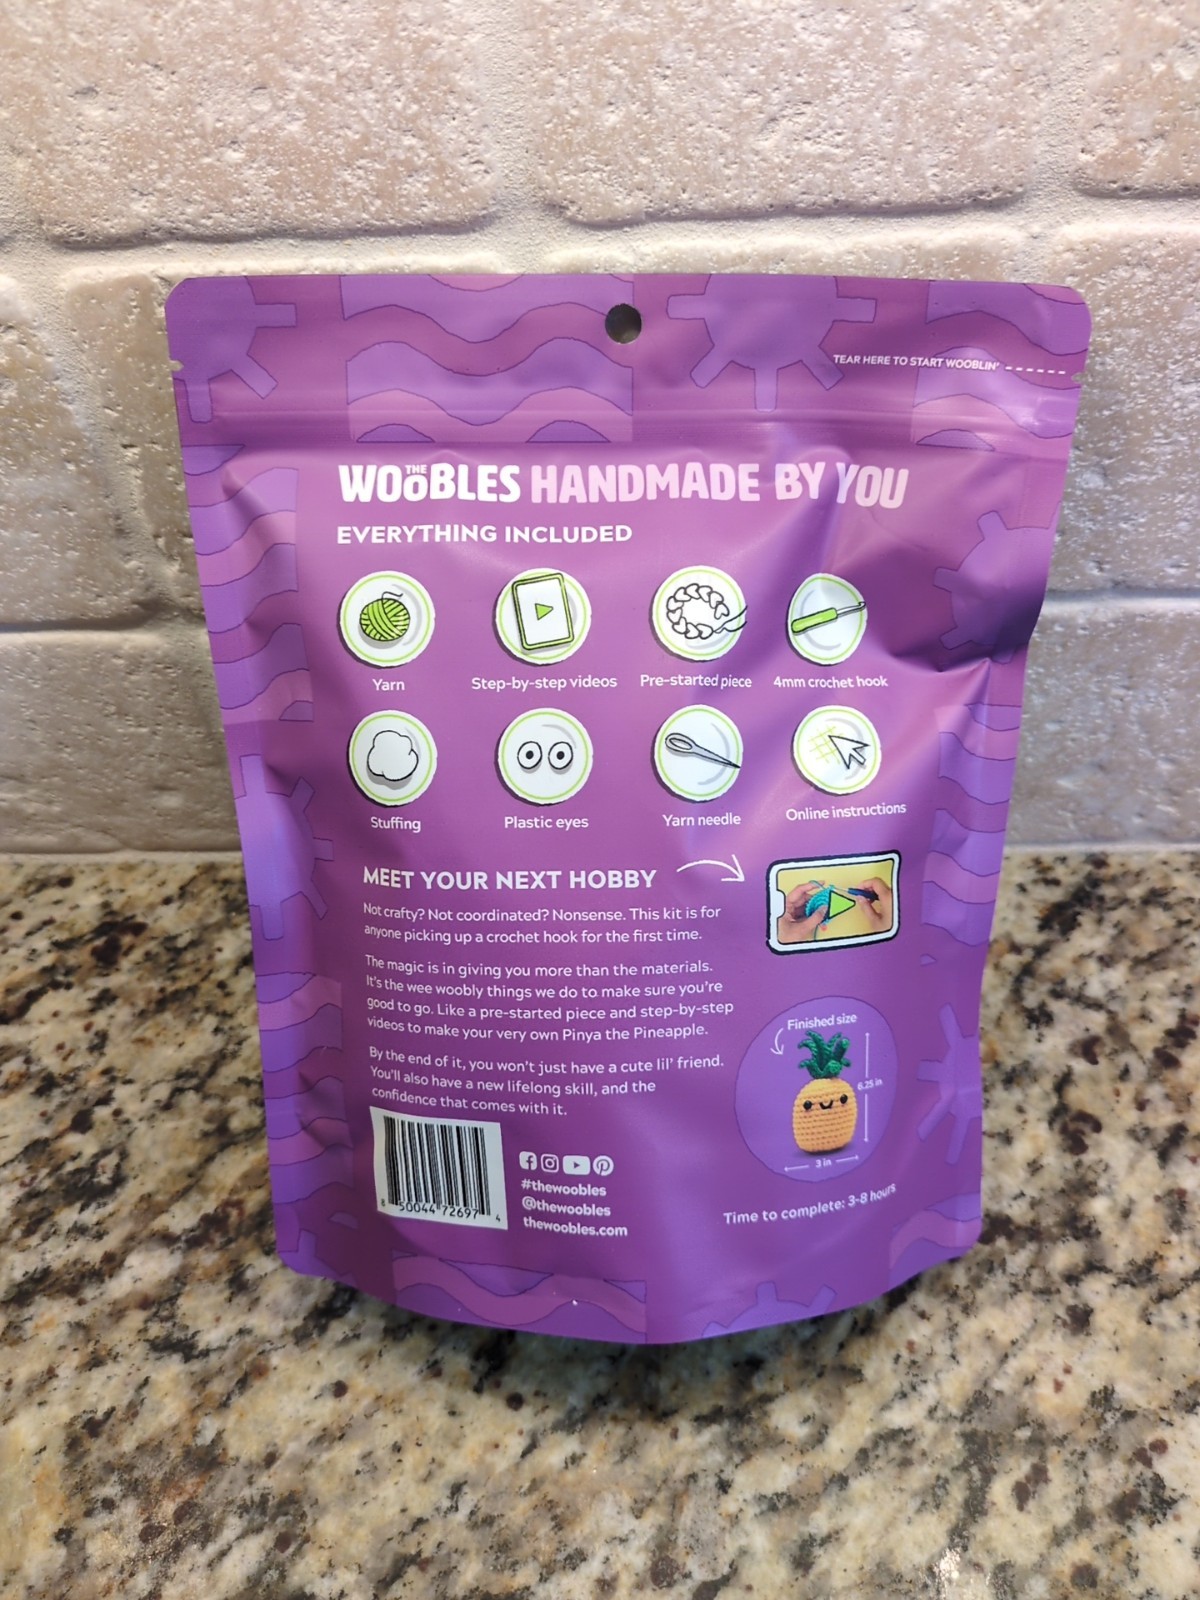 TEAR HERE TO START WOOBLIN'
THE WOOBLES HANDMADE BY YOU
EVERYTHING INCLUDED
Yarn
Step-by-step videos
Pre-started piece
4mm crochet hook
Stuffing
Plastic eyes
Yarn needle
Online instructions
MEET YOUR NEXT HOBBY
Not crafty? Not coordinated? Nonsense. This kit is for
anyone picking up a crochet hook for the first time.
The magic is in giving you more than the materials.
It's the wee woobly things we do to make sure you're
good to go. Like a pre-started piece and step-by-step
videos to make your very own Pinya the Pineapple.
By the end of it, you won't just have a cute lil' friend.
You'll also have a new lifelong skill, and the
confidence that comes with it.
Finished size
6.25 in
3 in
Time to complete: 3-8 hours
8 50044 72697 4
#thewoobles
@thewoobles
thewoobles.com